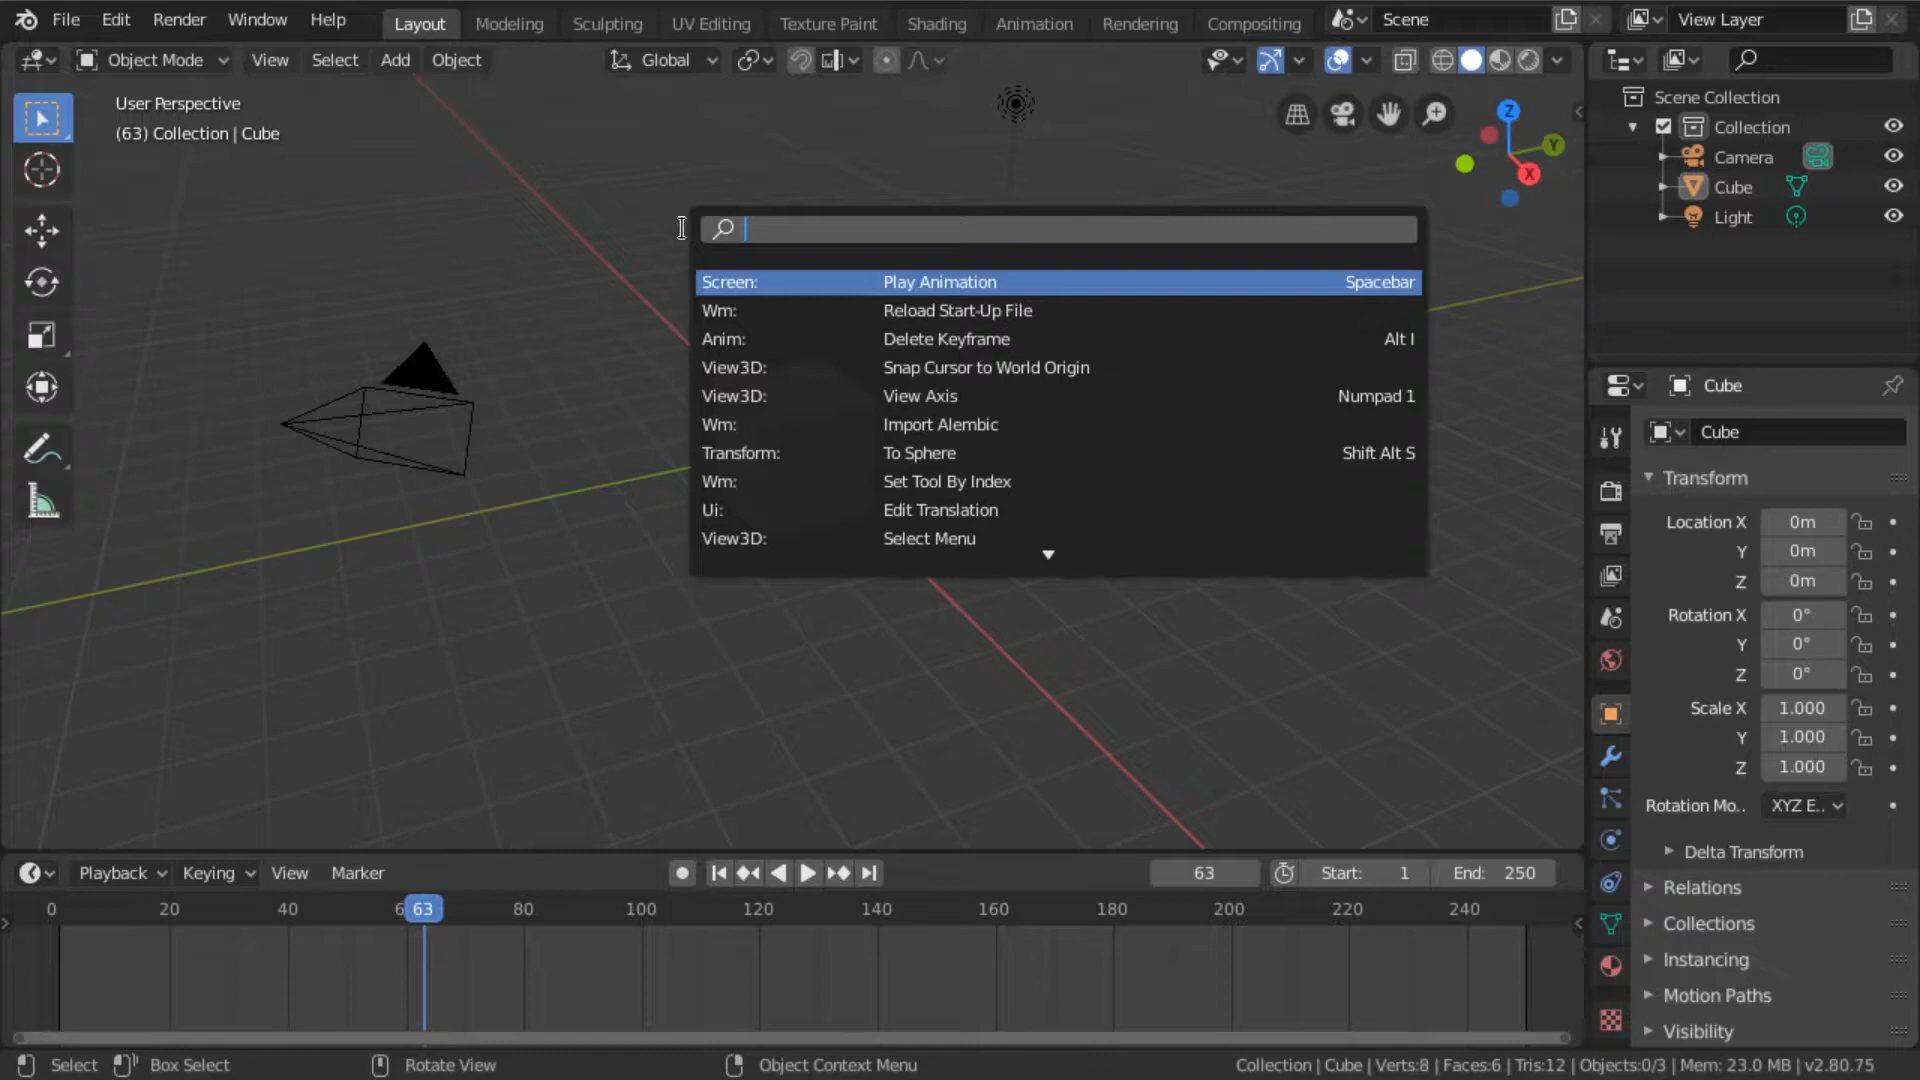 File Edit Render Window Help Layout Modeling Sculpting UV Editing Texture Paint Shading Animation Rendering Compositing Scene View Layer
Object Mode View Select Add Object Global
User Perspective
(63) Collection | Cube
Z
Y
X
Screen: Play Animation Spacebar
Wm: Reload Start-Up File
Anim: Delete Keyframe Alt I
View3D: Snap Cursor to World Origin
View3D: View Axis Numpad 1
Wm: Import Alembic
Transform: To Sphere Shift Alt S
Wm: Set Tool By Index
Ui: Edit Translation
View3D: Select Menu
Scene Collection
Collection
Camera
Cube
Light
Cube
Cube
Transform
Location X 0m
Y 0m
Z 0m
Rotation X 0°
Y 0°
Z 0°
Scale X 1.000
Y 1.000
Z 1.000
Rotation Mo.. XYZ E..
Delta Transform
Relations
Collections
Instancing
Motion Paths
Visibility
Playback Keying View Marker 63 Start: 1 End: 250
0 20 40 6 63 80 100 120 140 160 180 200 220 240
Select Box Select Rotate View Object Context Menu Collection | Cube | Verts:8 | Faces:6 | Tris:12 | Objects:0/3 | Mem: 23.0 MB | v2.80.75